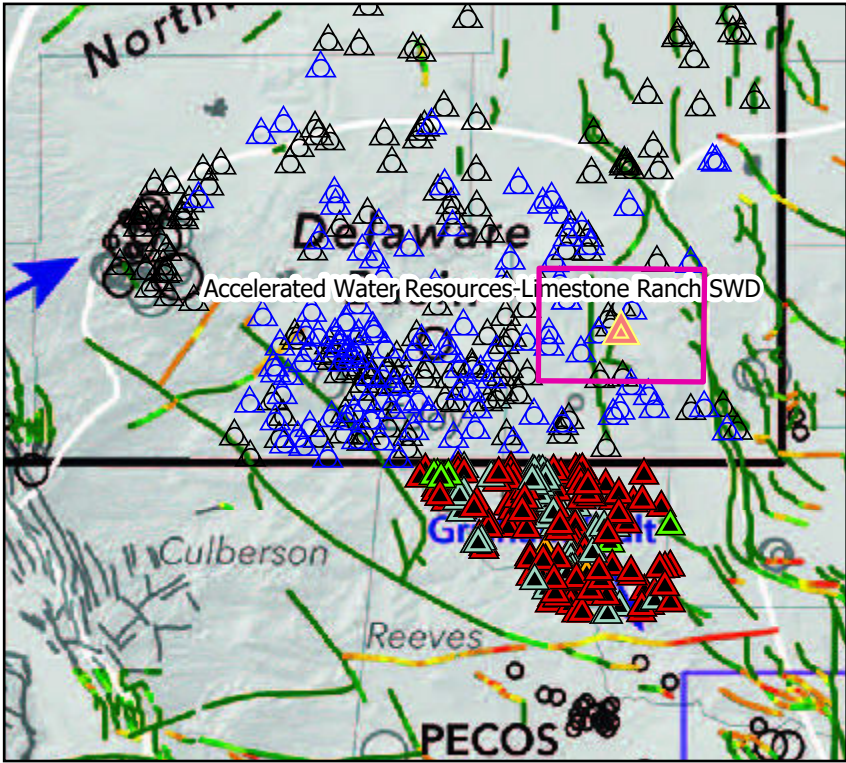 North
Delaware
Accelerated Water Resources-Limestone Ranch SWD
Culberson
Reeves
PECOS